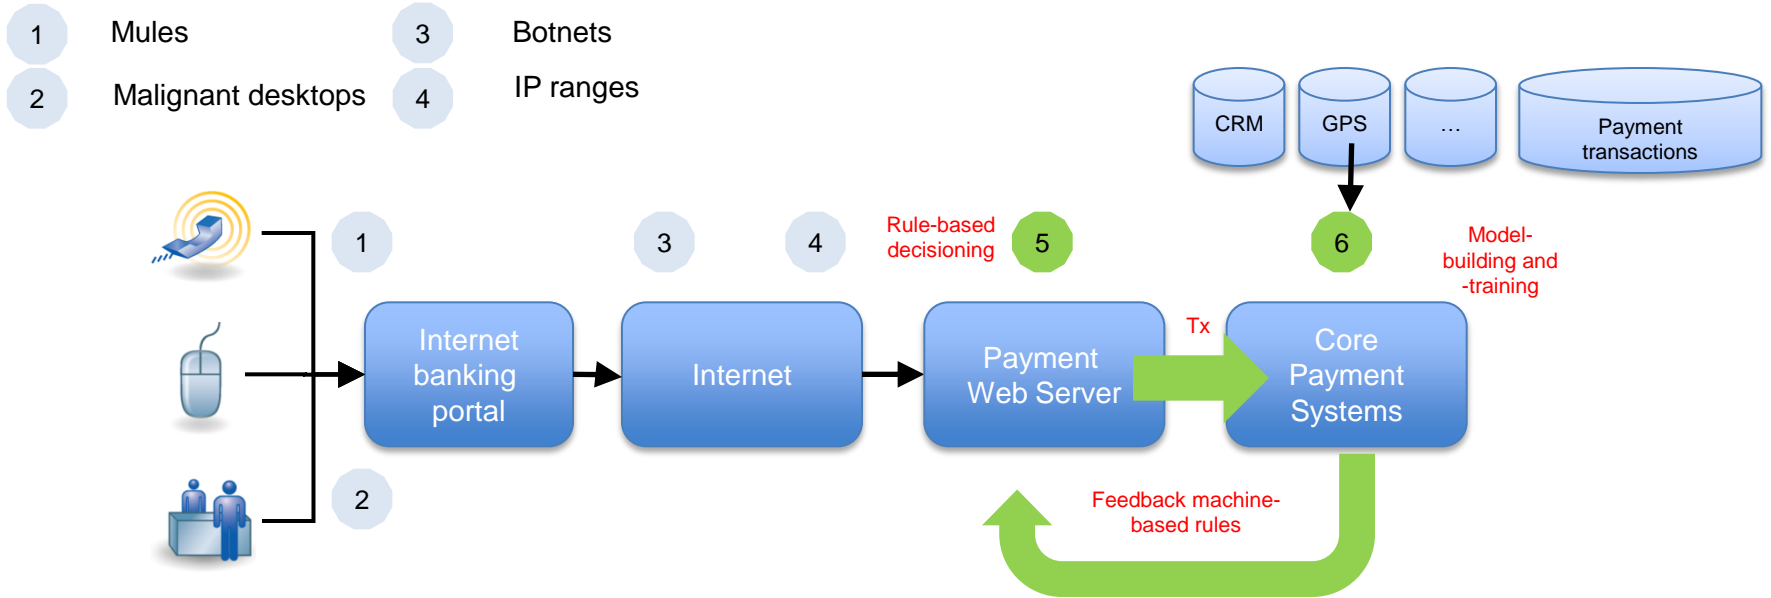 1 Mules
3 Botnets
2 Malignant desktops
4 IP ranges
CRM
GPS
...
Payment
transactions
1
3
4
Rule-based
decisioning
5
6
Model-
building and
-training
Internet
banking
portal
Internet
Payment
Web Server
Tx
Core
Payment
Systems
2
Feedback machine-
based rules